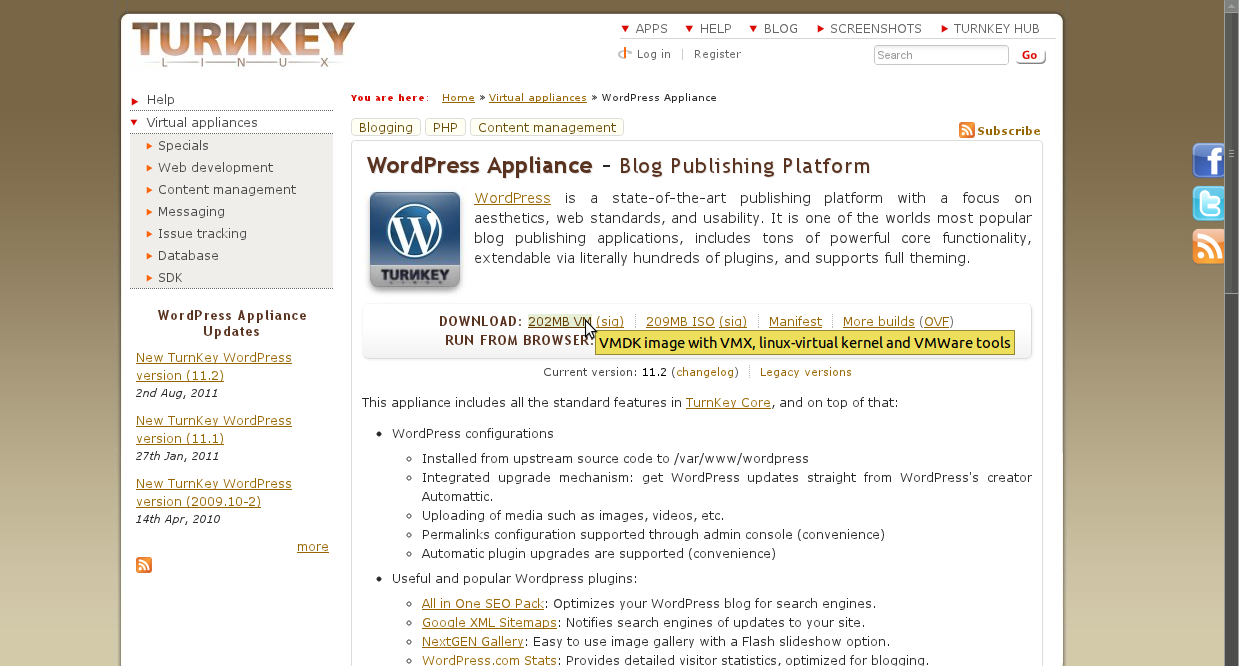 TURNKEY
LINUX
APPS HELP BLOG SCREENSHOTS TURNKEY HUB
Log in Register Search Go
Help
Virtual appliances
Specials
Web development
Content management
Messaging
Issue tracking
Database
SDK
WordPress Appliance
Updates
New TurnKey WordPress
version (11.2)
2nd Aug, 2011
New TurnKey WordPress
version (11.1)
27th Jan, 2011
New TurnKey WordPress
version (2009.10-2)
14th Apr, 2010
more
You are here: Home » Virtual appliances » WordPress Appliance
Blogging PHP Content management
Subscribe
WordPress Appliance - Blog Publishing Platform
TURNKEY
WordPress is a state-of-the-art publishing platform with a focus on
aesthetics, web standards, and usability. It is one of the worlds most popular
blog publishing applications, includes tons of powerful core functionality,
extendable via literally hundreds of plugins, and supports full theming.
DOWNLOAD: 202MB VM (sig) 209MB ISO (sig) Manifest More builds (OVF)
RUN FROM BROWSER:
VMDK image with VMX, linux-virtual kernel and VMWare tools
Current version: 11.2 (changelog) Legacy versions
This appliance includes all the standard features in TurnKey Core, and on top of that:
WordPress configurations
Installed from upstream source code to /var/www/wordpress
Integrated upgrade mechanism: get WordPress updates straight from WordPress's creator
Automattic.
Uploading of media such as images, videos, etc.
Permalinks configuration supported through admin console (convenience)
Automatic plugin upgrades are supported (convenience)
Useful and popular Wordpress plugins:
All in One SEO Pack: Optimizes your WordPress blog for search engines.
Google XML Sitemaps: Notifies search engines of updates to your site.
NextGEN Gallery: Easy to use image gallery with a Flash slideshow option.
WordPress.com Stats: Provides detailed visitor statistics, optimized for blogging.